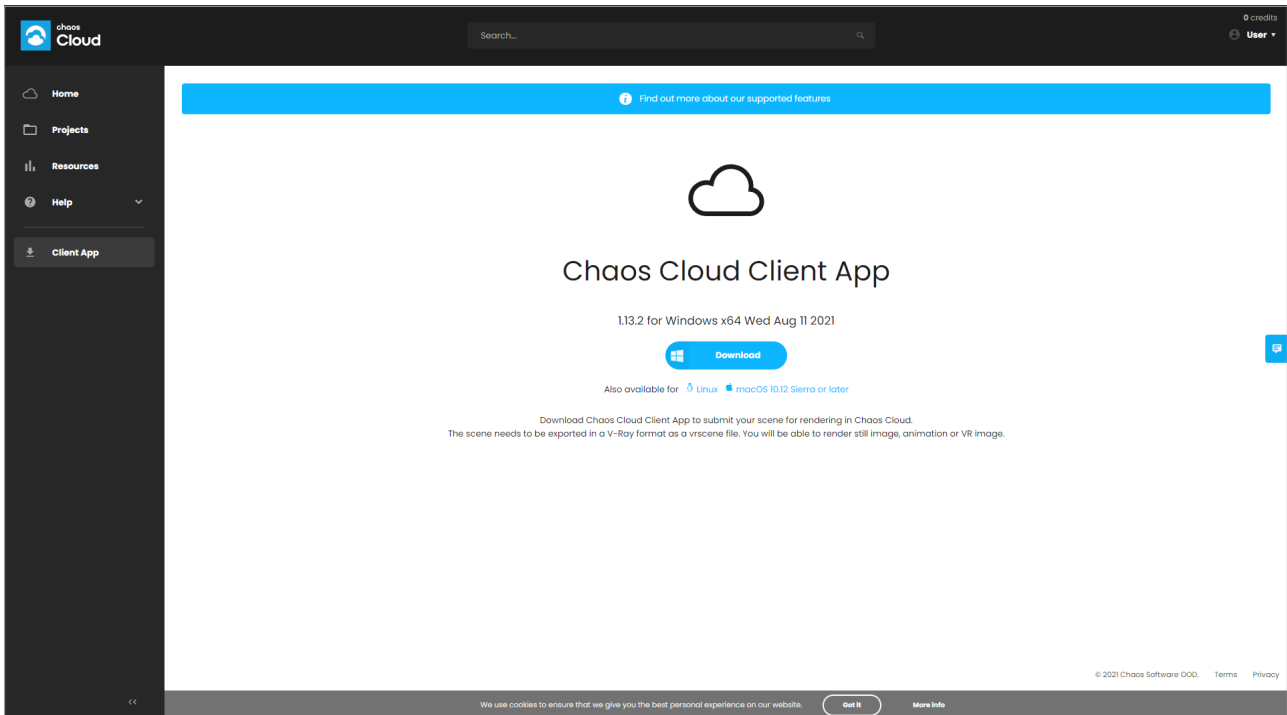 chaos
Cloud
Search...
0 credits
User
Home
Projects
Resources
Help
Client App
Find out more about our supported features
Chaos Cloud Client App
1.13.2 for Windows x64 Wed Aug 11 2021
Download
Also available for Linux macOS 10.12 Sierra or later
Download Chaos Cloud Client App to submit your scene for rendering in Chaos Cloud.
The scene needs to be exported in a V-Ray format as a vrscene file. You will be able to render still image, animation or VR image.
© 2021 Chaos Software OOD. Terms Privacy
<<
We use cookies to ensure that we give you the best personal experience on our website. Got it More info